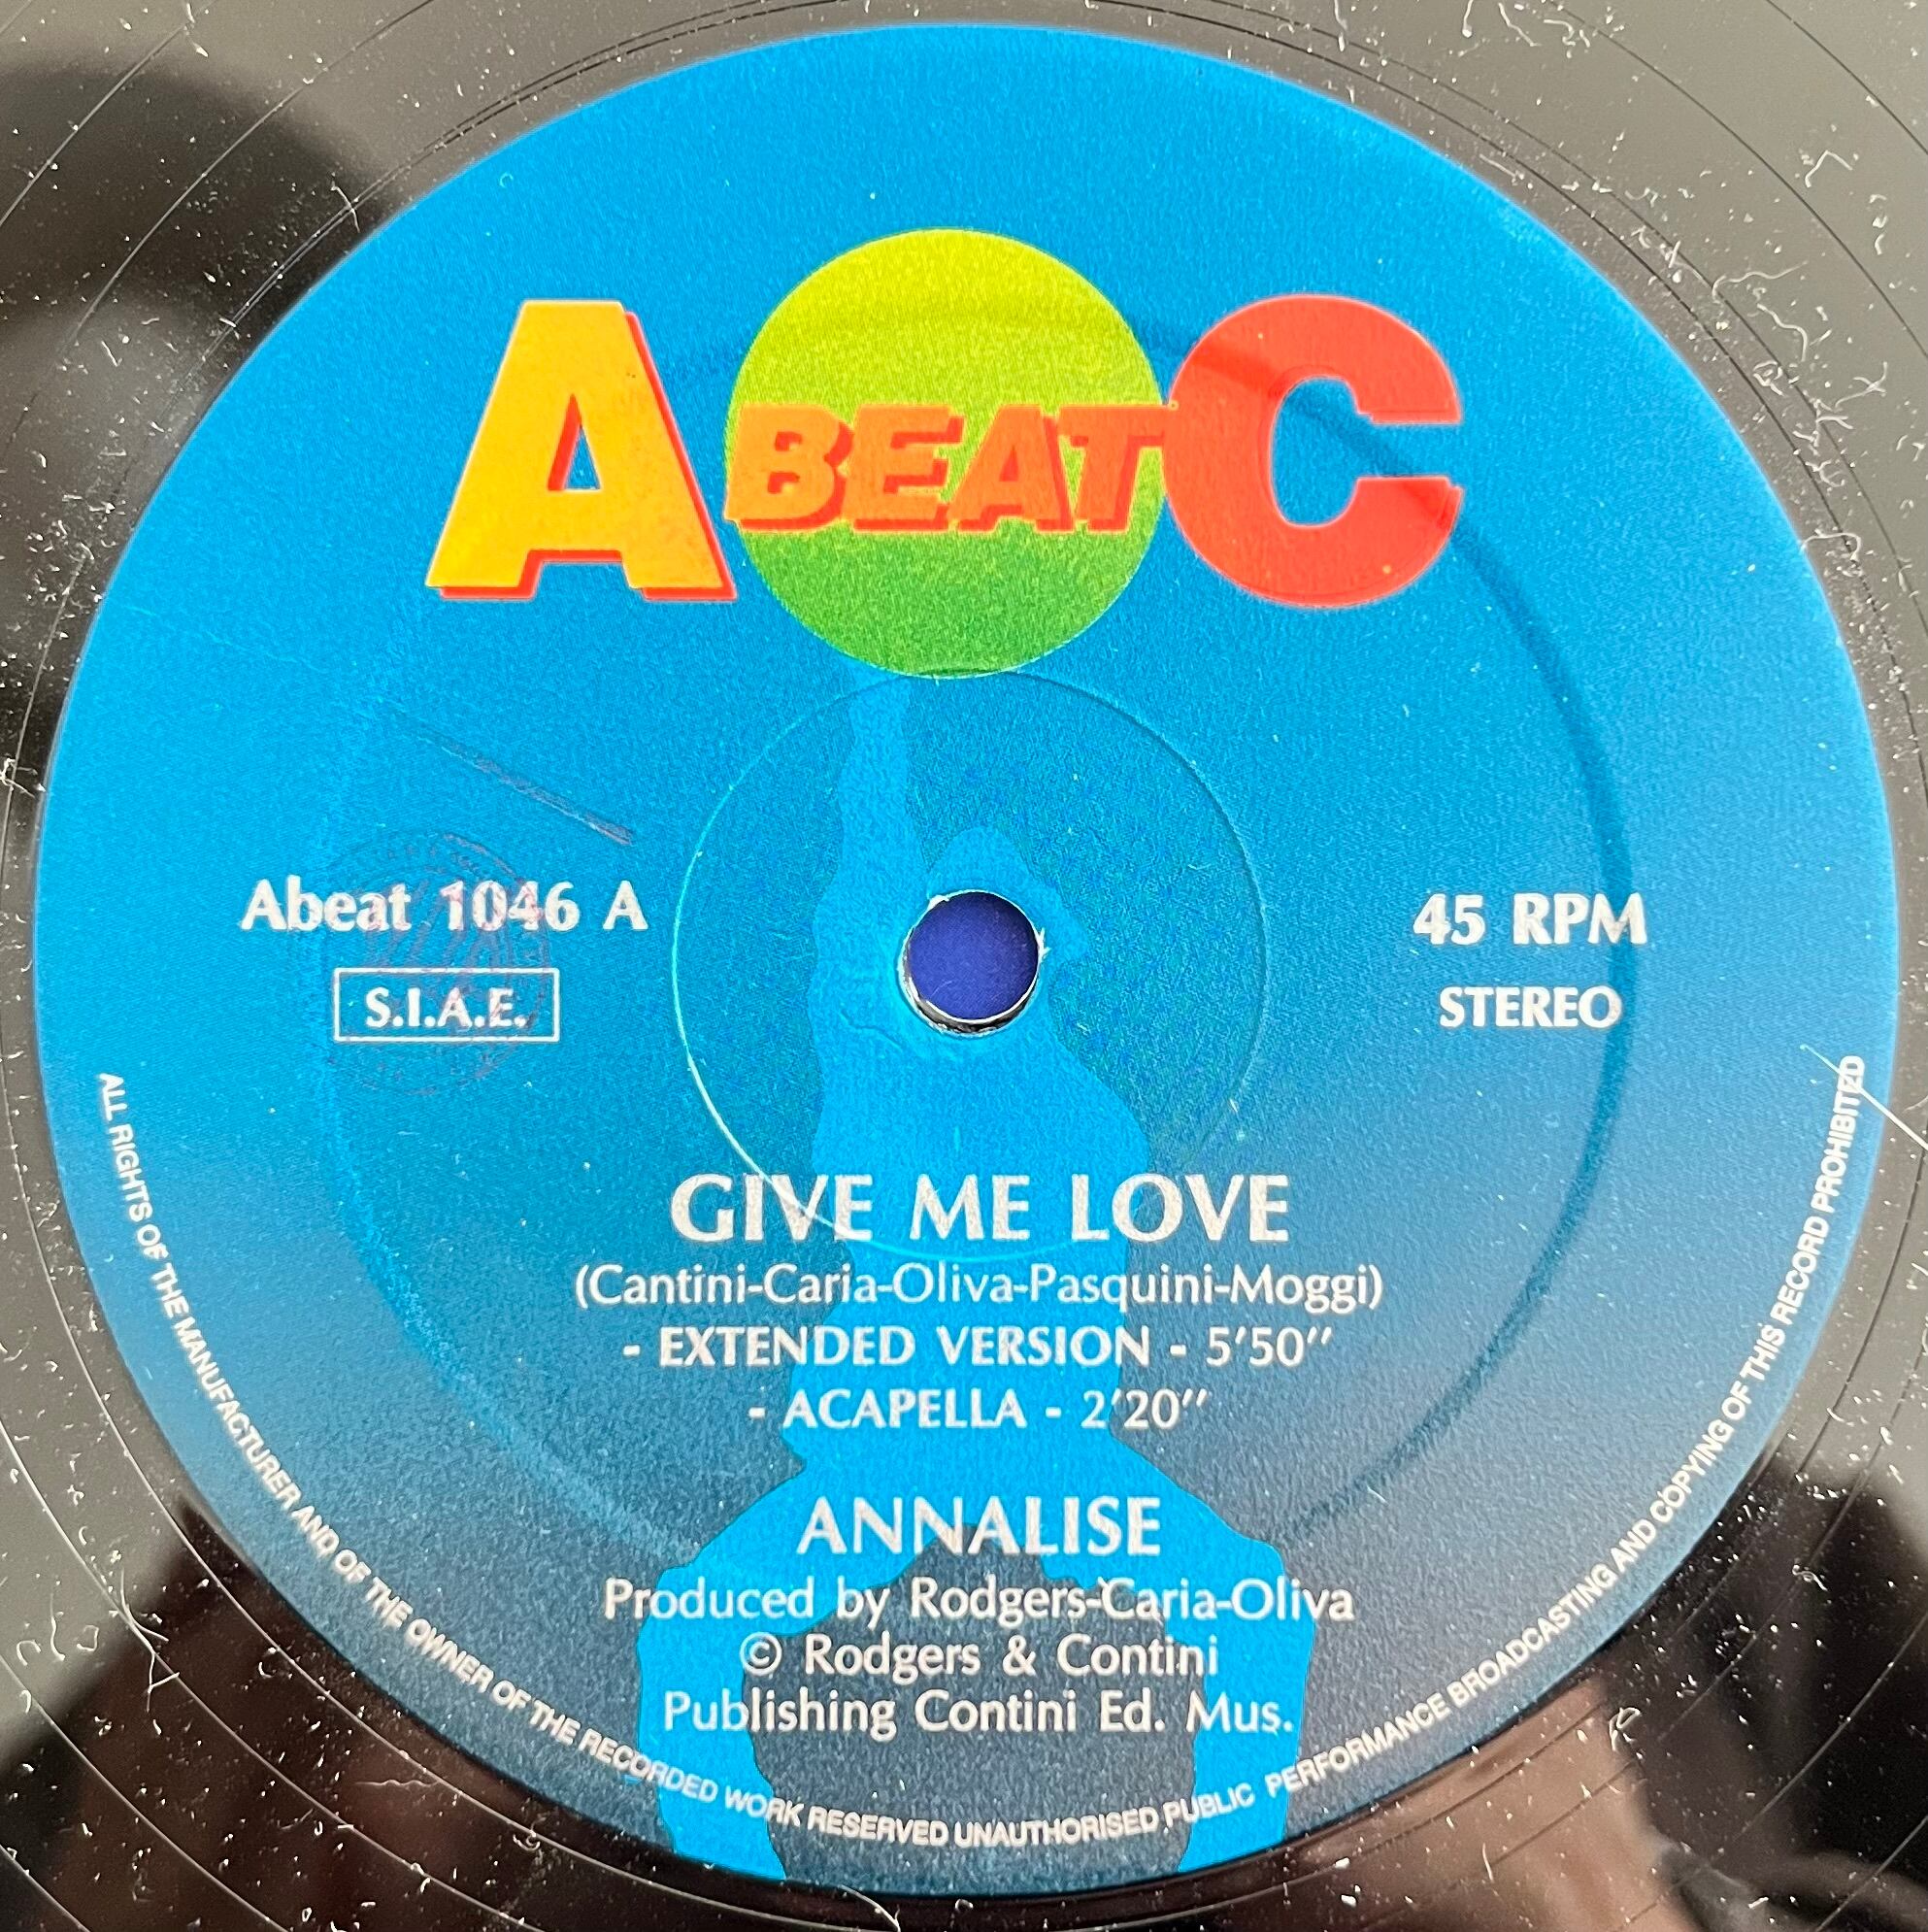 A BEAT C
Abeat 1046 A
S.I.A.E.
45 RPM
STEREO
GIVE ME LOVE
(Cantini-Caria-Oliva-Pasquini-Moggi)
- EXTENDED VERSION - 5'50''
- ACAPELLA - 2'20''
ANNALISE
Produced by Rodgers-Caria-Oliva
© Rodgers & Contini
Publishing Contini Ed. Mus.
ALL RIGHTS OF THE MANUFACTURER AND OF THE OWNER OF THE RECORDED WORK RESERVED UNAUTHORISED PUBLIC PERFORMANCE BROADCASTING AND COPYING OF THIS RECORD PROHIBITED